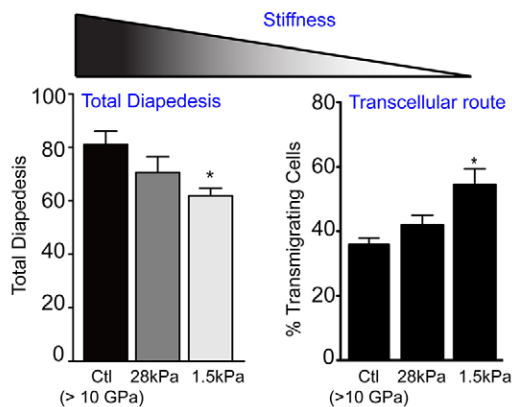 Stiffness
Total Diapedesis
Total Diapedesis
100
80
60
40
20
0
*
Ctl 28kPa 1.5kPa
(> 10 GPa)
Transcellular route
% Transmigrating Cells
80
60
40
20
0
*
Ctl 28kPa 1.5kPa
(>10 GPa)